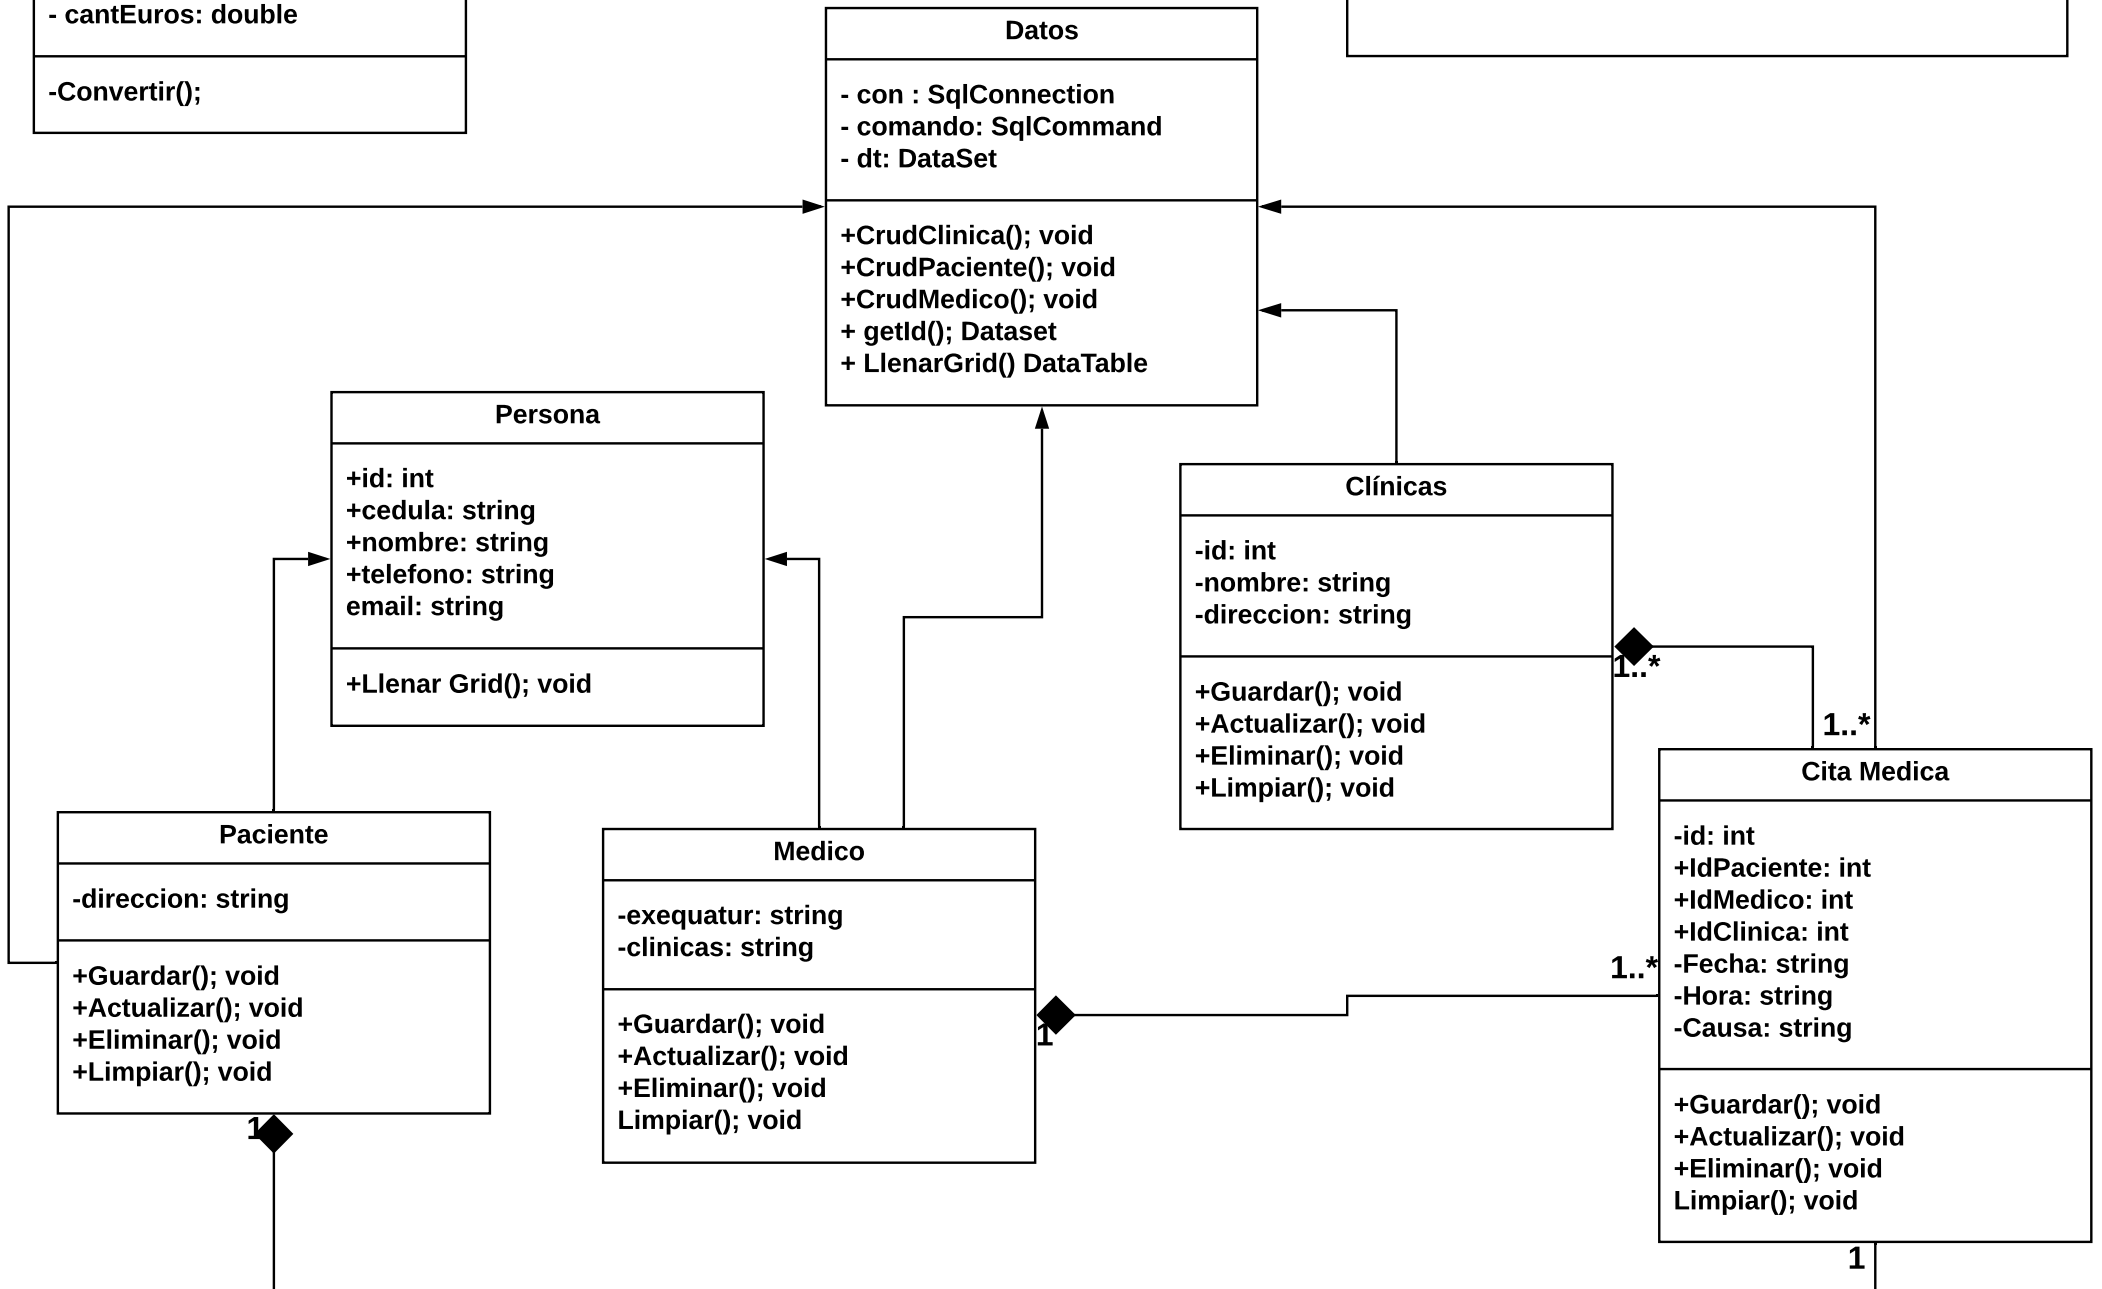 - cantEuros: double
-Convertir();
Datos
- con : SqlConnection
- comando: SqlCommand
- dt: DataSet
+CrudClinica(); void
+CrudPaciente(); void
+CrudMedico(); void
+ getId(); Dataset
+ LlenarGrid() DataTable
Persona
+id: int
+cedula: string
+nombre: string
+telefono: string
email: string
+Llenar Grid(); void
Clínicas
-id: int
-nombre: string
-direccion: string
+Guardar(); void
+Actualizar(); void
+Eliminar(); void
+Limpiar(); void
1..*
1..*
Paciente
-direccion: string
+Guardar(); void
+Actualizar(); void
+Eliminar(); void
+Limpiar(); void
1
Medico
-exequatur: string
-clinicas: string
+Guardar(); void
+Actualizar(); void
+Eliminar(); void
Limpiar(); void
1
1..*
Cita Medica
-id: int
+IdPaciente: int
+IdMedico: int
+IdClinica: int
-Fecha: string
-Hora: string
-Causa: string
+Guardar(); void
+Actualizar(); void
+Eliminar(); void
Limpiar(); void
1